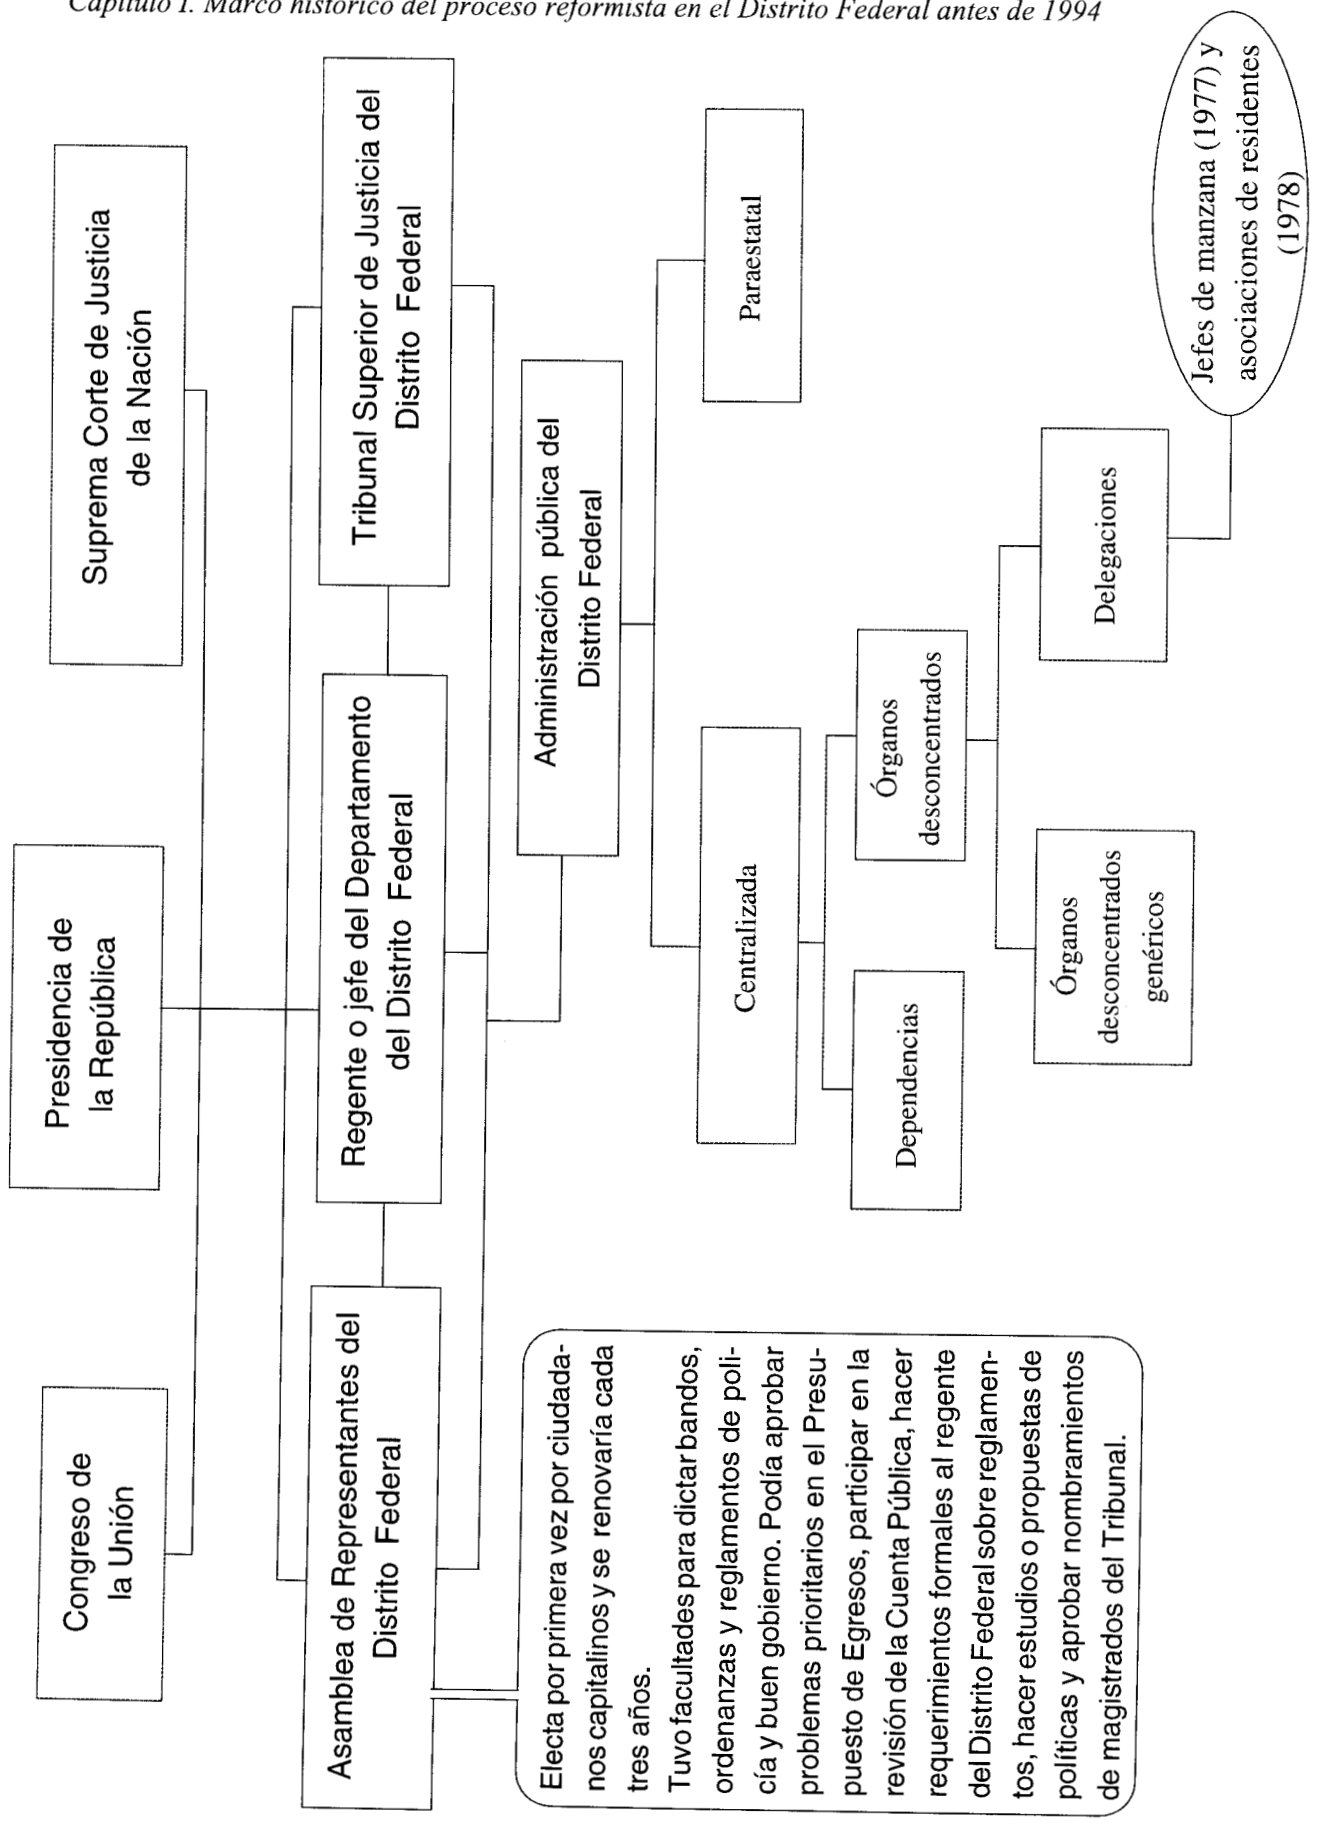 Capítulo I. Marco histórico del proceso reformista en el Distrito Federal antes de 1994
Congreso de
la Unión
Presidencia de
la República
Suprema Corte de Justicia
de la Nación
Asamblea de Representantes del
Distrito Federal
Regente o jefe del Departamento
del Distrito Federal
Tribunal Superior de Justicia del
Distrito Federal
Electa por primera vez por ciudada-
nos capitalinos y se renovaría cada
tres años.
Tuvo facultades para dictar bandos,
ordenanzas y reglamentos de poli-
cía y buen gobierno. Podía aprobar
problemas prioritarios en el Presu-
puesto de Egresos, participar en la
revisión de la Cuenta Pública, hacer
requerimientos formales al regente
del Distrito Federal sobre reglamen-
tos, hacer estudios o propuestas de
políticas y aprobar nombramientos
de magistrados del Tribunal.
Administración pública del
Distrito Federal
Centralizada
Paraestatal
Dependencias
Órganos
desconcentrados
Órganos
desconcentrados
genéricos
Delegaciones
Jefes de manzana (1977) y
asociaciones de residentes
(1978)